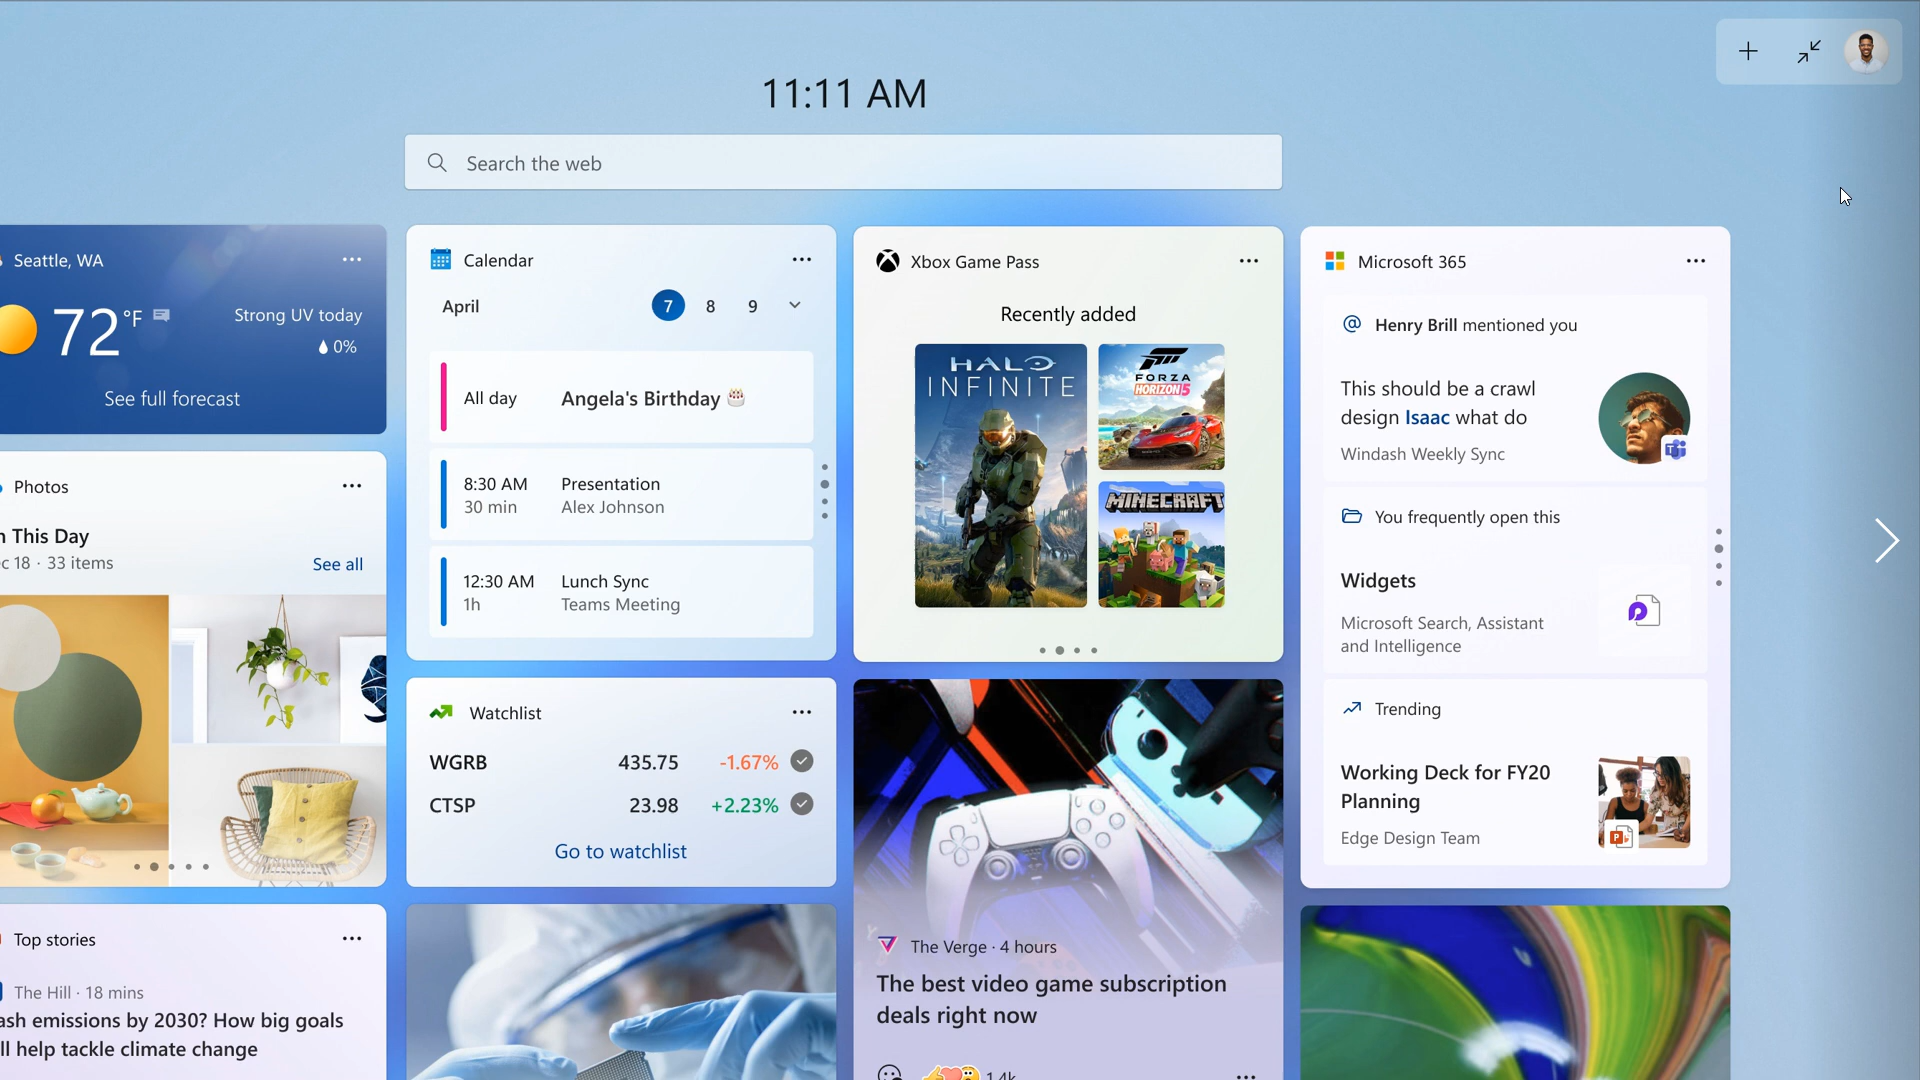 11:11 AM
Search the web
Seattle, WA
72 °F
Strong UV today
0%
See full forecast
Photos
This Day
18 · 33 items
See all
Top stories
The Hill · 18 mins
emissions by 2030? How big goals
help tackle climate change
Calendar
April 7 8 9
All day Angela's Birthday 🎂
8:30 AM Presentation
30 min Alex Johnson
12:30 AM Lunch Sync
1h Teams Meeting
Watchlist
WGRB 435.75 -1.67%
CTSP 23.98 +2.23%
Go to watchlist
Xbox Game Pass
Recently added
HALO
INFINITE
FORZA
HORIZON 5
MINECRAFT
The Verge · 4 hours
The best video game subscription
deals right now
1.4k
Microsoft 365
@ Henry Brill mentioned you
This should be a crawl
design Isaac what do
Windash Weekly Sync
You frequently open this
Widgets
Microsoft Search, Assistant
and Intelligence
Trending
Working Deck for FY20
Planning
Edge Design Team